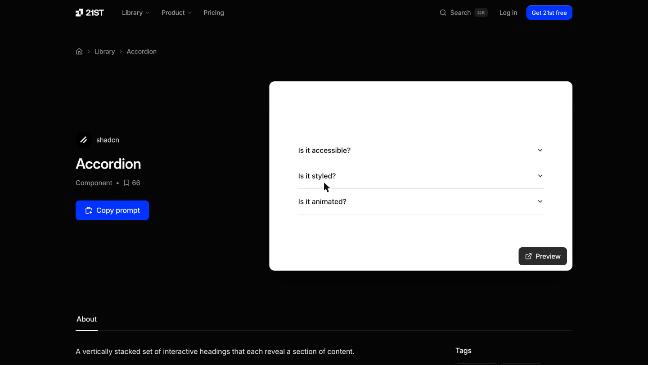 21ST Library Product Pricing Search ⌘K Log in Get 21st free
Library > Accordion
shadcn
Accordion
Component • 66
Copy prompt
Is it accessible?
Is it styled?
Is it animated?
Preview
About
A vertically stacked set of interactive headings that each reveal a section of content.
Tags